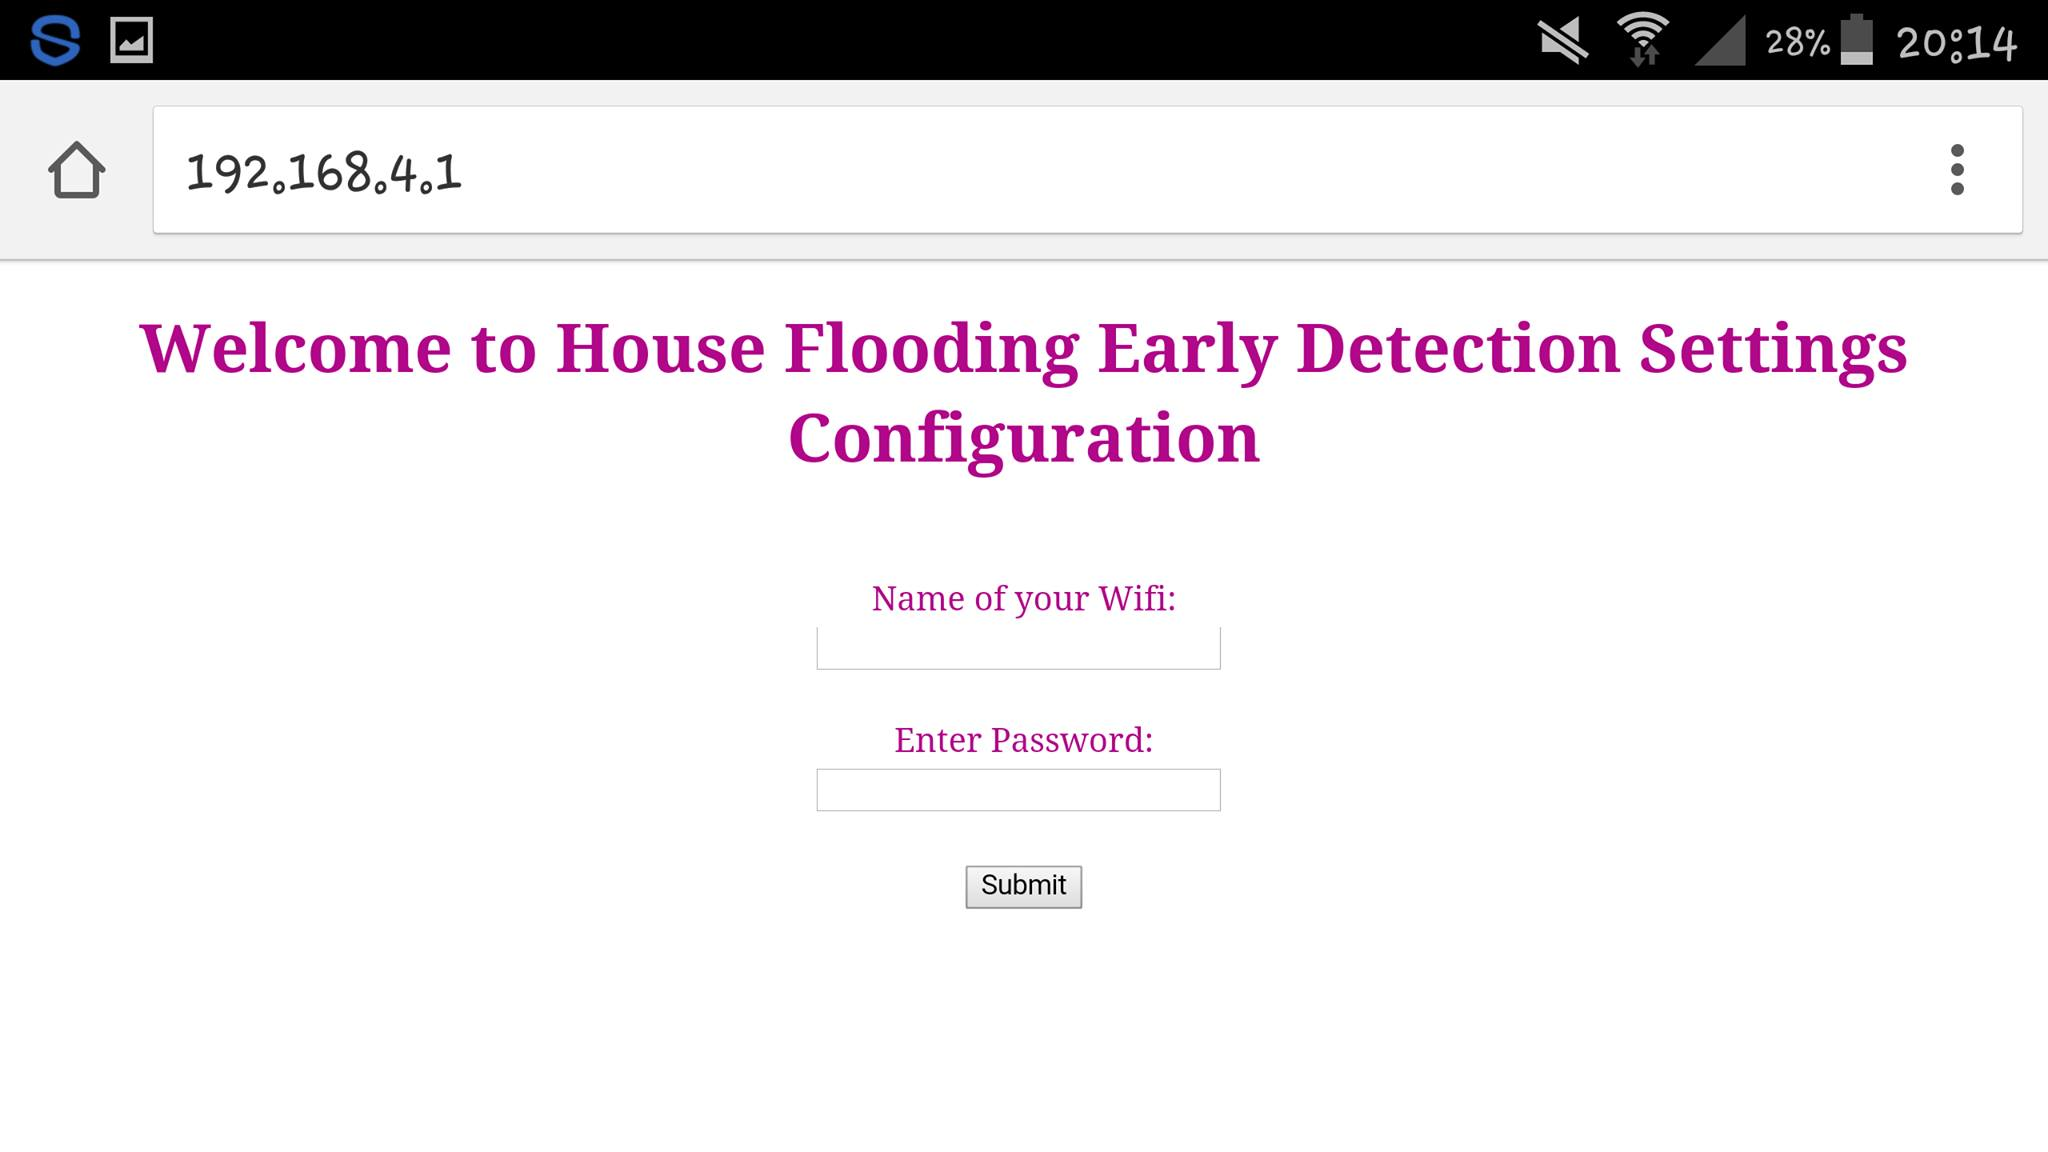 28% 20:14
192.168.4.1
Welcome to House Flooding Early Detection Settings
Configuration
Name of your Wifi:
Enter Password:
Submit